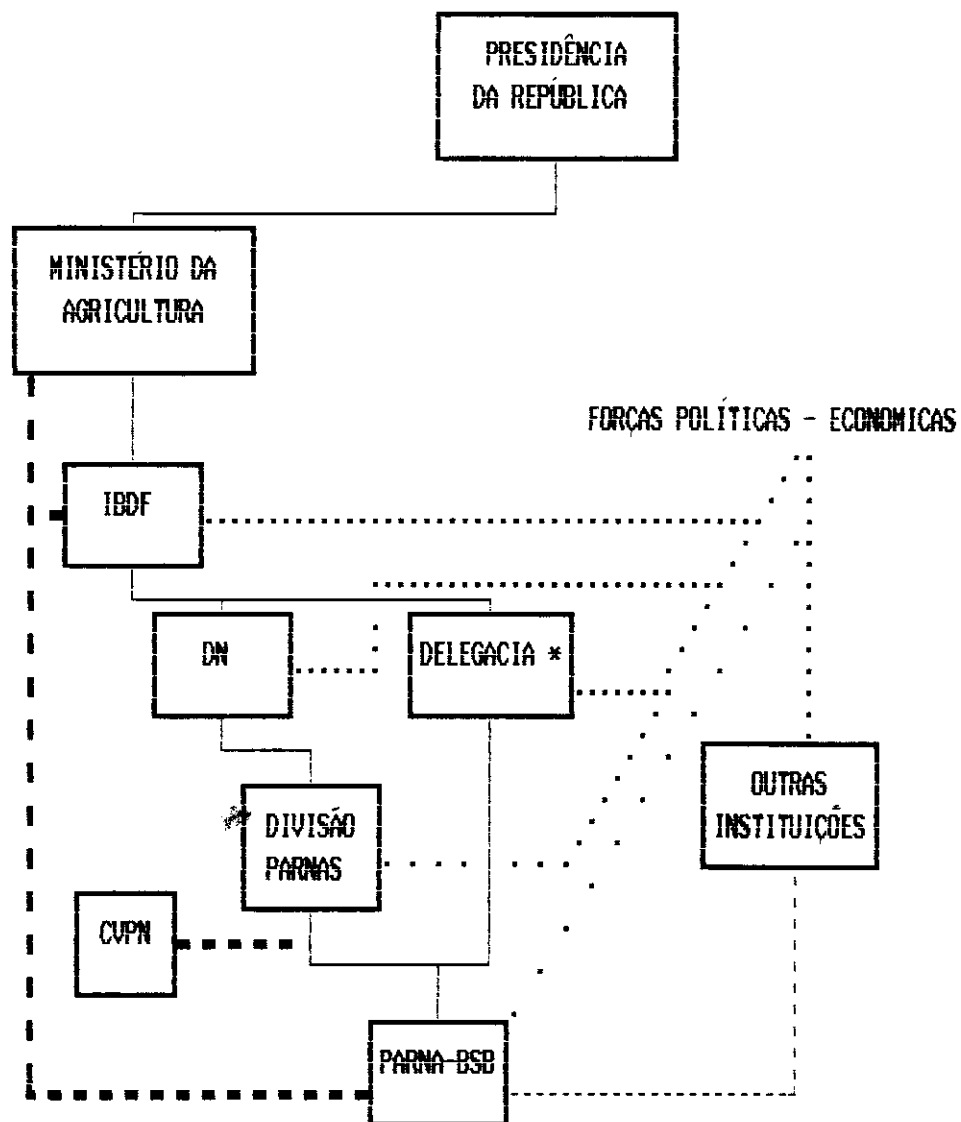 PRESIDÊNCIA
DA REPÚBLICA
MINISTÉRIO DA
AGRICULTURA
FORÇAS POLÍTICAS - ECONOMICAS
IBDF
DN
DELEGACIA *
OUTRAS
INSTITUIÇÕES
DIVISÃO
PARNAS
CVPN
PARNA-BSB